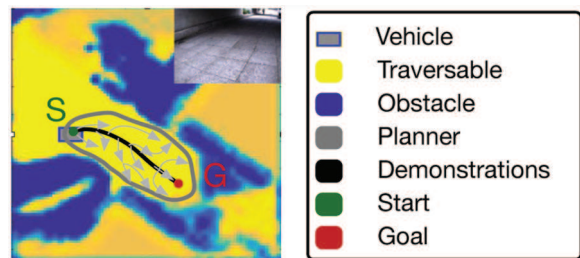 S
G
Vehicle
Traversable
Obstacle
Planner
Demonstrations
Start
Goal